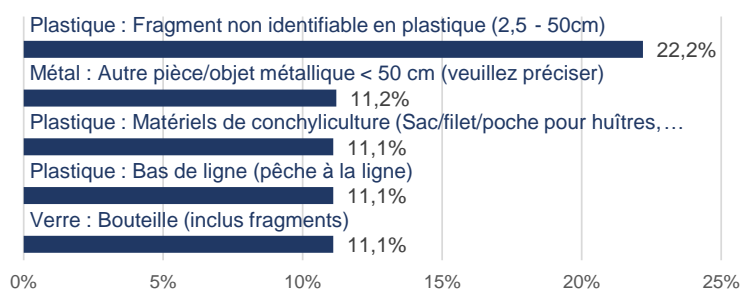 Plastique : Fragment non identifiable en plastique (2,5 - 50cm)
22,2%
Métal : Autre pièce/objet métallique < 50 cm (veuillez préciser)
11,2%
Plastique : Matériels de conchyliculture (Sac/filet/poche pour huîtres,…
11,1%
Plastique : Bas de ligne (pêche à la ligne)
11,1%
Verre : Bouteille (inclus fragments)
11,1%
0% 5% 10% 15% 20% 25%